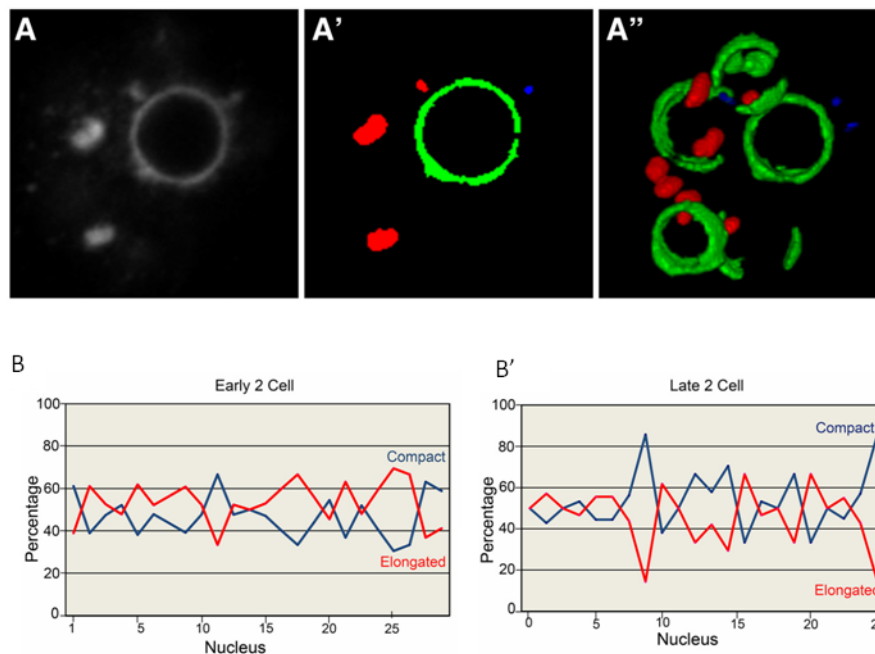 A
A'
A"
B
Early 2 Cell
100
80
60
40
20
0
Percentage
Compact
Elongated
1
5
10
15
20
25
Nucleus
B'
Late 2 Cell
100
80
60
40
20
0
Percentage
Compact
Elongated
0
5
10
15
20
Nucleus